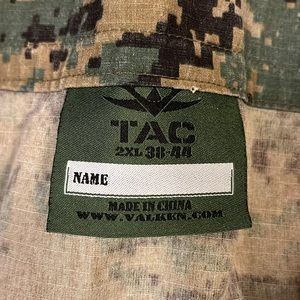 TAC
2XL 38-44
NAME
MADE IN CHINA
WWW.VALKEN.COM